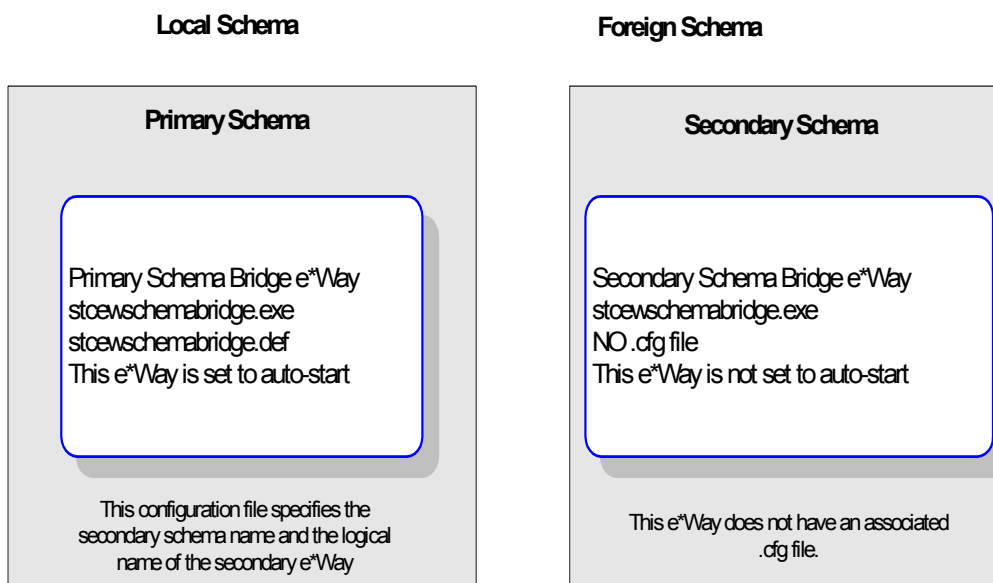 Local Schema
Foreign Schema
Primary Schema
Secondary Schema
Primary Schema Bridge e*Way
stcewschemabridge.exe
stcewschemabridge.def
This e*Way is set to auto-start
Secondary Schema Bridge e*Way
stcewschemabridge.exe
NO .cfg file
This e*Way is not set to auto-start
This configuration file specifies the
secondary schema name and the logical
name of the secondary e*Way
This e*Way does not have an associated
.cfg file.